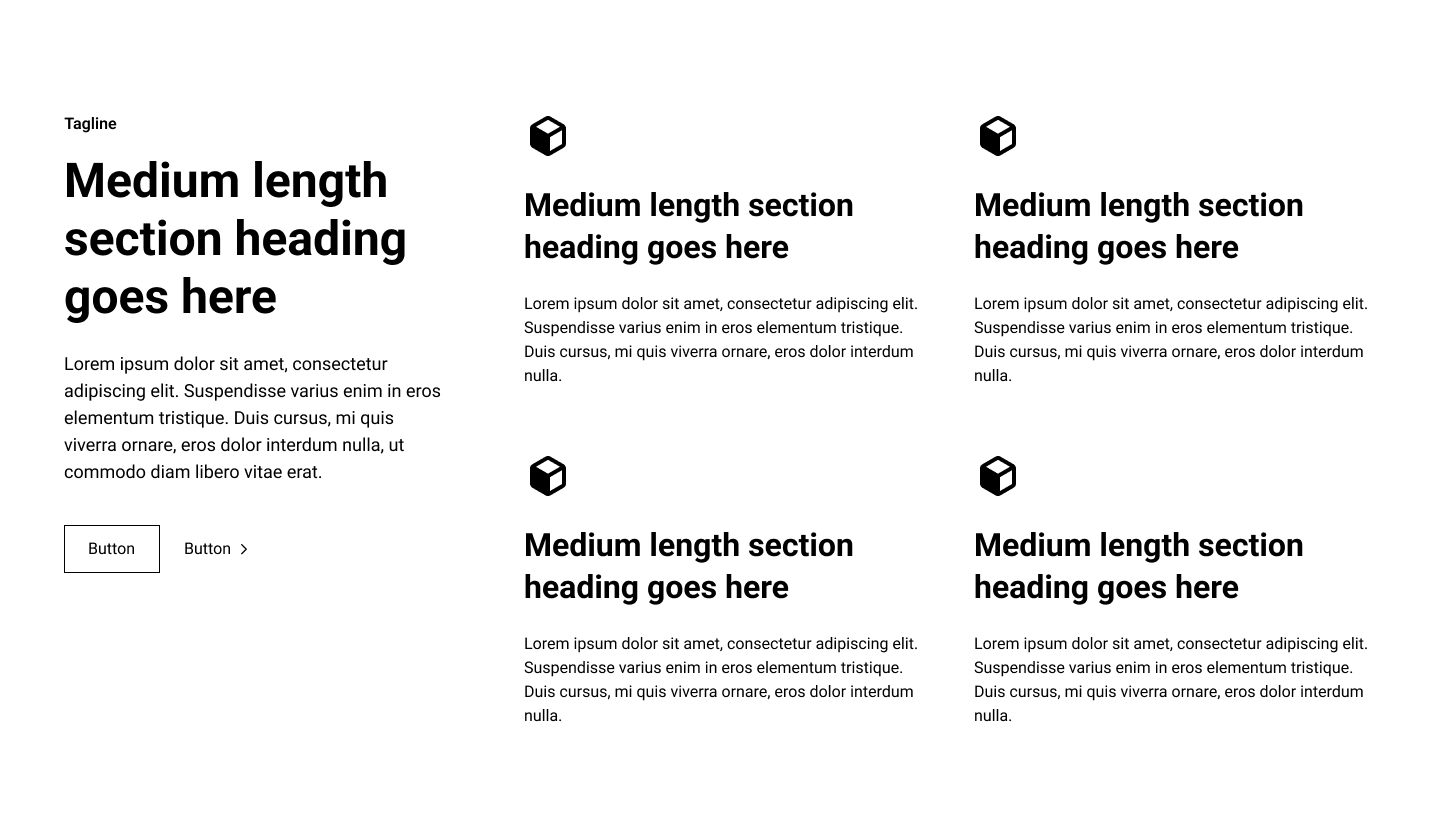 Tagline
Medium length
section heading
goes here
Lorem ipsum dolor sit amet, consectetur
adipiscing elit. Suspendisse varius enim in eros
elementum tristique. Duis cursus, mi quis
viverra ornare, eros dolor interdum nulla, ut
commodo diam libero vitae erat.
Button
Button
Medium length section
heading goes here
Lorem ipsum dolor sit amet, consectetur adipiscing elit.
Suspendisse varius enim in eros elementum tristique.
Duis cursus, mi quis viverra ornare, eros dolor interdum
nulla.
Medium length section
heading goes here
Lorem ipsum dolor sit amet, consectetur adipiscing elit.
Suspendisse varius enim in eros elementum tristique.
Duis cursus, mi quis viverra ornare, eros dolor interdum
nulla.
Medium length section
heading goes here
Lorem ipsum dolor sit amet, consectetur adipiscing elit.
Suspendisse varius enim in eros elementum tristique.
Duis cursus, mi quis viverra ornare, eros dolor interdum
nulla.
Medium length section
heading goes here
Lorem ipsum dolor sit amet, consectetur adipiscing elit.
Suspendisse varius enim in eros elementum tristique.
Duis cursus, mi quis viverra ornare, eros dolor interdum
nulla.